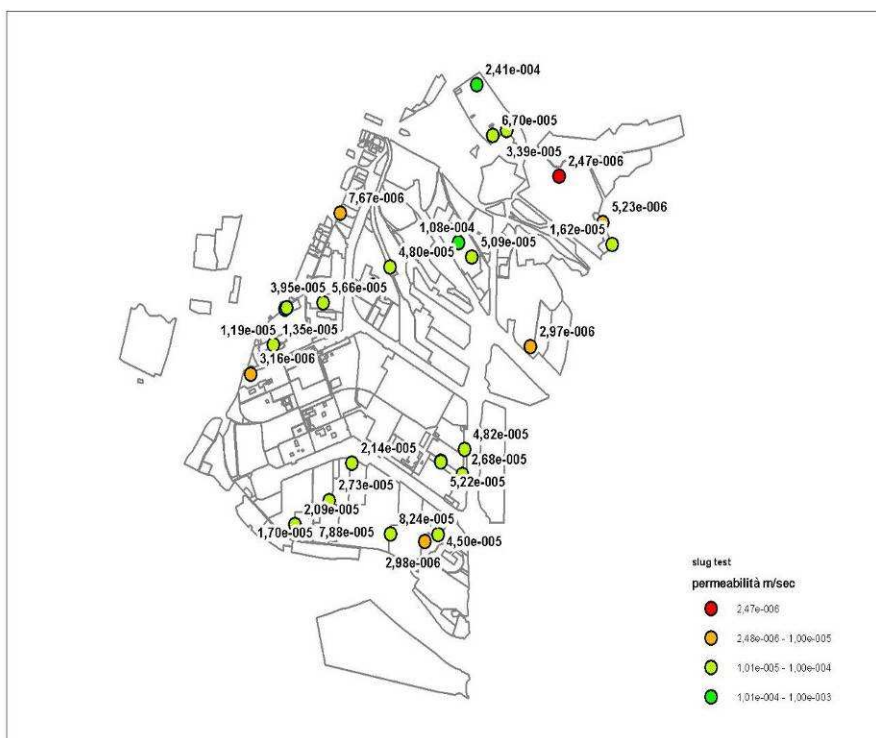 2,41e-004
6,70e-005
3,39e-005
2,47e-006
7,67e-006
5,23e-006
1,62e-005
1,08e-004
5,09e-005
4,80e-005
3,95e-005 5,66e-005
1,19e-005 1,35e-005
3,16e-006
2,97e-006
4,82e-005
2,14e-005
2,68e-005
2,73e-005
5,22e-005
2,09e-005
8,24e-005
1,70e-005
7,88e-005
4,50e-005
2,98e-006
slug test
permeabilità m/sec
2,47e-006
2,48e-006 - 1,00e-005
1,01e-005 - 1,00e-004
1,01e-004 - 1,00e-003